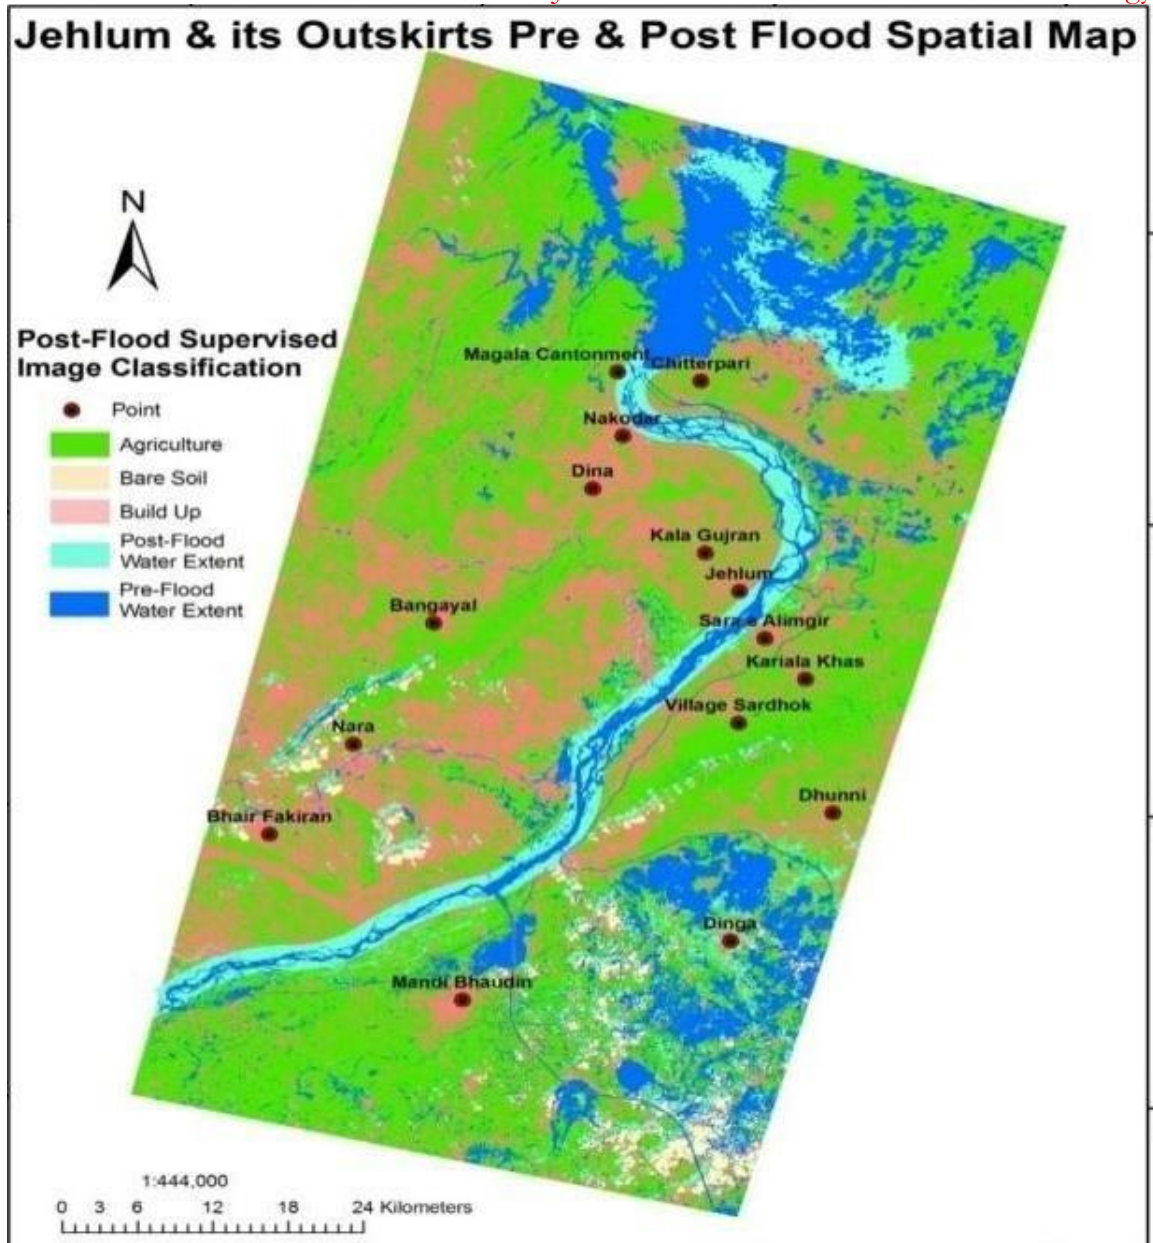 Jehlum & its Outskirts Pre & Post Flood Spatial Map
N
Post-Flood Supervised
Image Classification
Point
Agriculture
Bare Soil
Build Up
Post-Flood
Water Extent
Pre-Flood
Water Extent
Magala Cantonment
Chitterpari
Nakodar
Dina
Kala Gujran
Jehlum
Bangayal
Sara e Alimgir
Kariala Khas
Village Sardhok
Nara
Dhunni
Bhair Fakiran
Dinga
Mandi Bhaudin
1:444,000
0 3 6 12 18 24 Kilometers